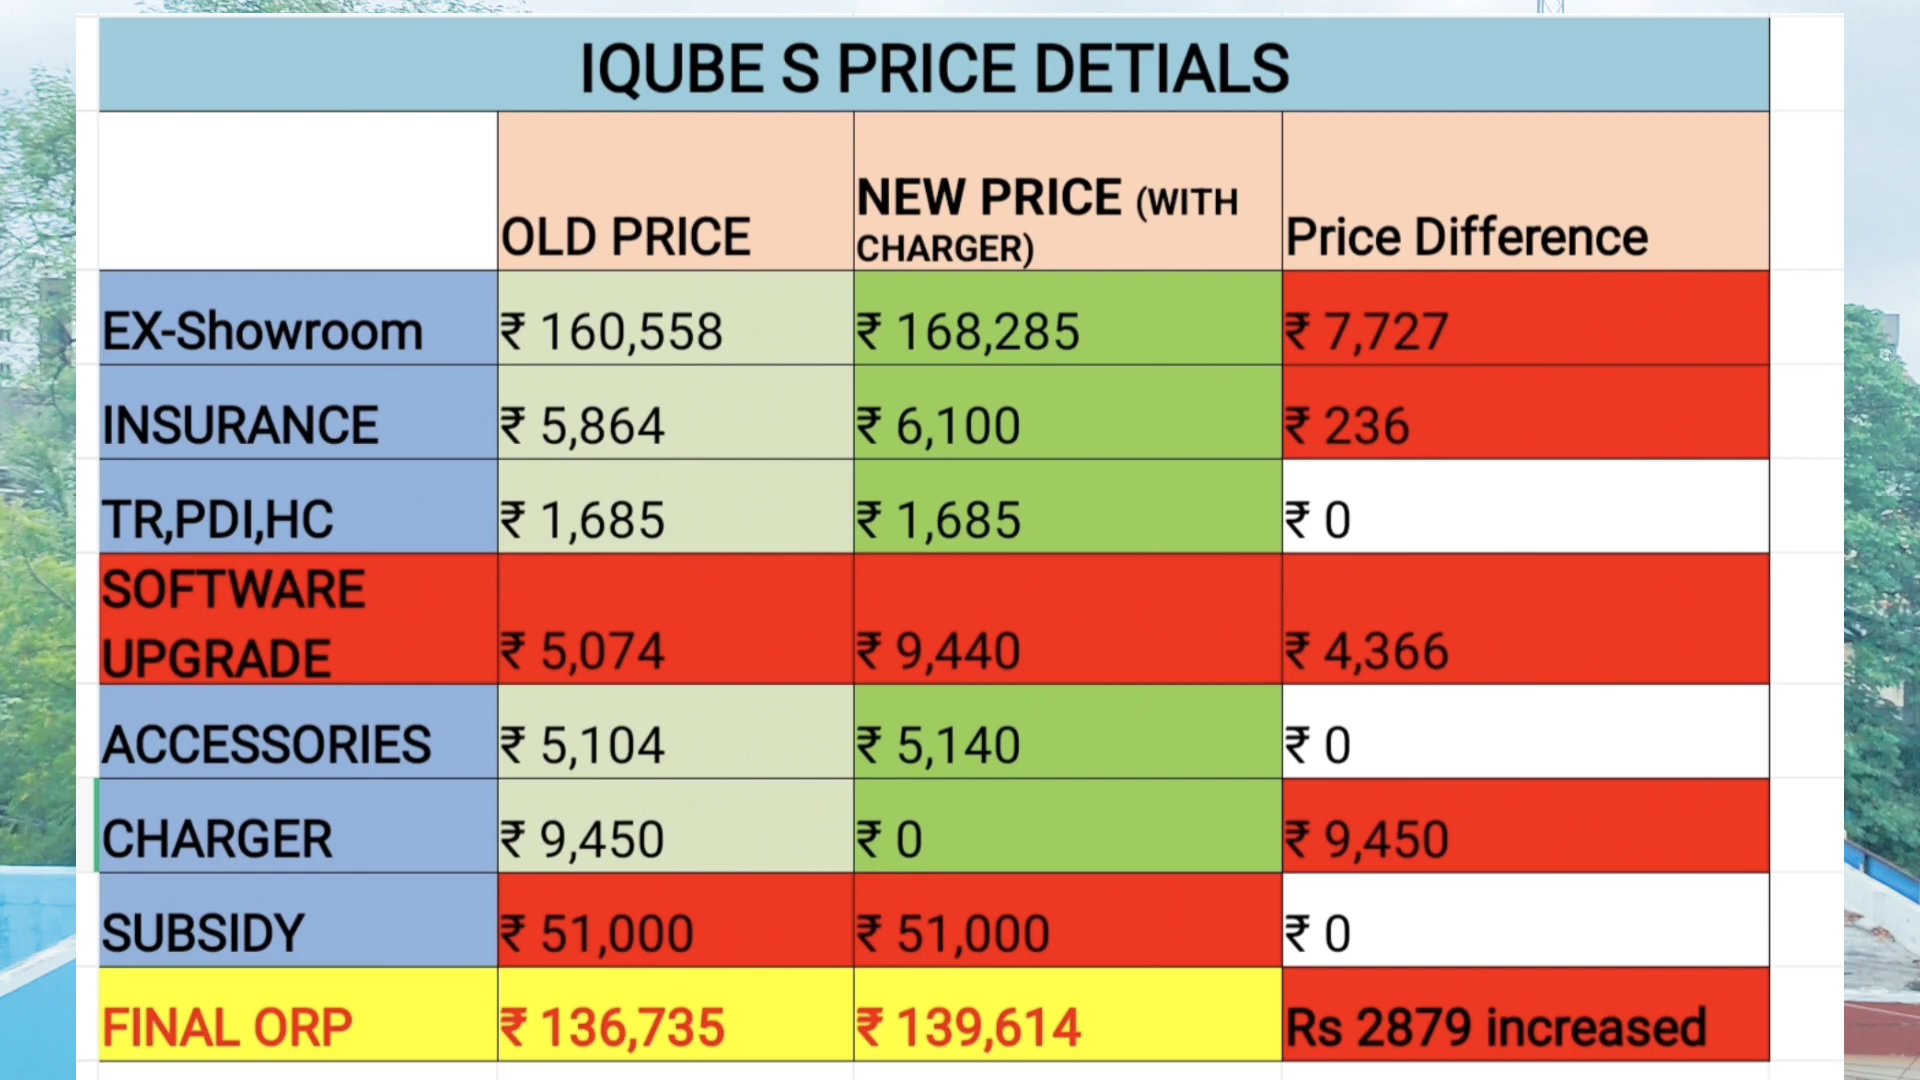 IQUBE S PRICE DETIALS
OLD PRICE
NEW PRICE (WITH
CHARGER)
Price Difference
EX-Showroom ₹ 160,558 ₹ 168,285 ₹ 7,727
INSURANCE ₹ 5,864 ₹ 6,100 ₹ 236
TR,PDI,HC ₹ 1,685 ₹ 1,685 ₹ 0
SOFTWARE
UPGRADE ₹ 5,074 ₹ 9,440 ₹ 4,366
ACCESSORIES ₹ 5,104 ₹ 5,140 ₹ 0
CHARGER ₹ 9,450 ₹ 0 ₹ 9,450
SUBSIDY ₹ 51,000 ₹ 51,000 ₹ 0
FINAL ORP ₹ 136,735 ₹ 139,614 Rs 2879 increased